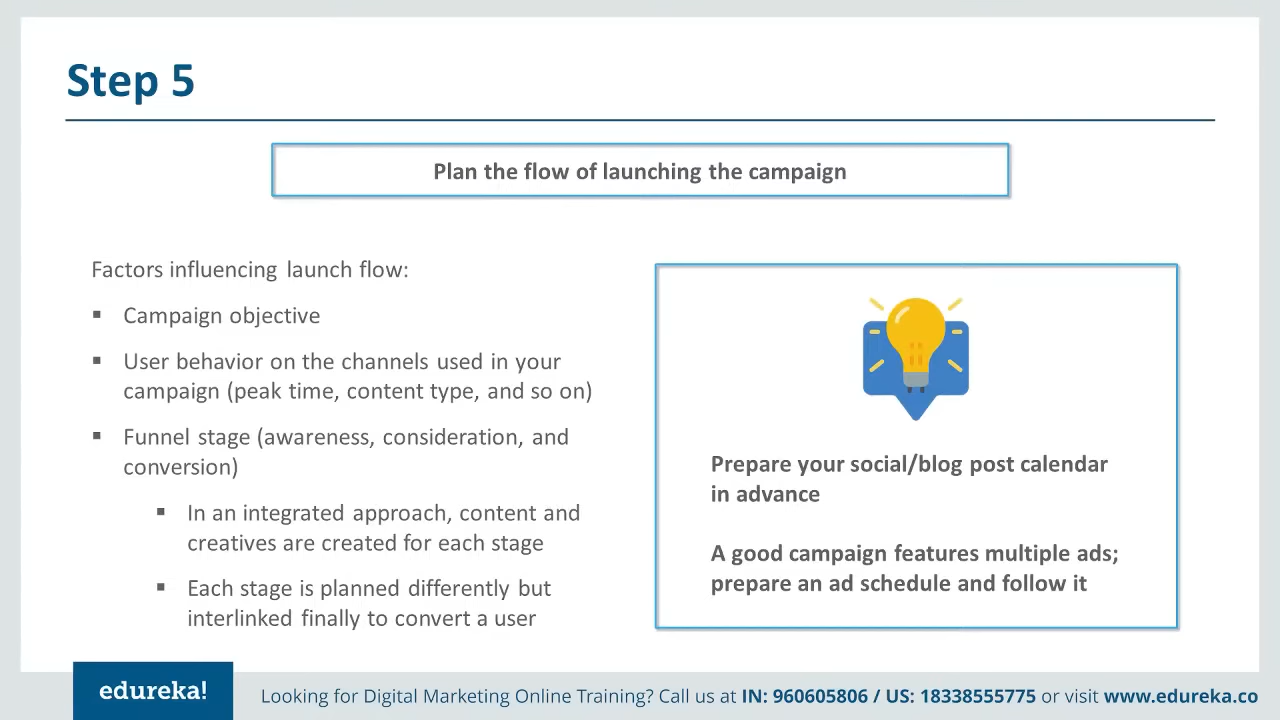 Step 5
Plan the flow of launching the campaign
Factors influencing launch flow:
▪ Campaign objective
▪ User behavior on the channels used in your
campaign (peak time, content type, and so on)
▪ Funnel stage (awareness, consideration, and
conversion)
▪ In an integrated approach, content and
creatives are created for each stage
▪ Each stage is planned differently but
interlinked finally to convert a user
Prepare your social/blog post calendar
in advance
A good campaign features multiple ads;
prepare an ad schedule and follow it
edureka!
Looking for Digital Marketing Online Training? Call us at IN: 960605806 / US: 18338555775 or visit www.edureka.co